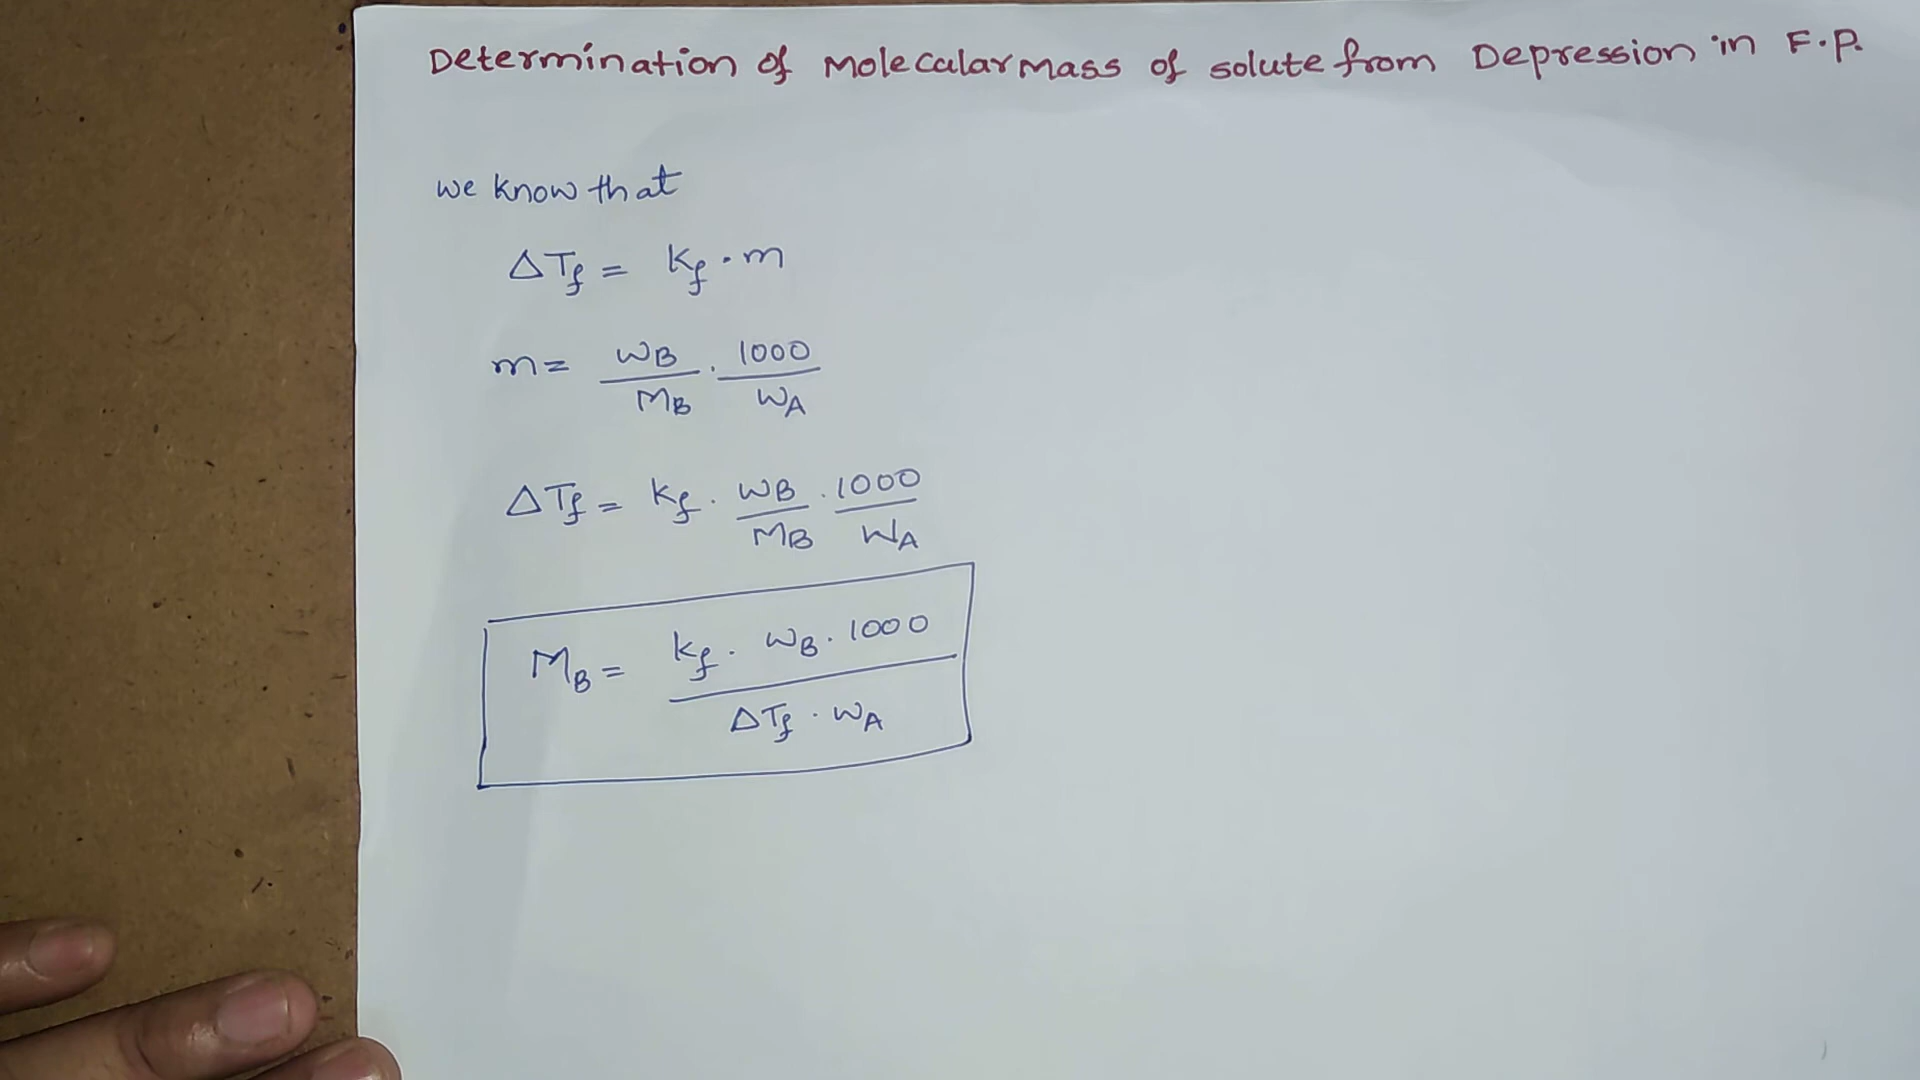 Determination of Molecular mass of solute from Depression in F.P.
we know that
ΔTf = Kf · m
m = WB/MB · 1000/WA
ΔTf = Kf · WB/MB · 1000/WA
MB = Kf · WB · 1000 / ΔTf · WA